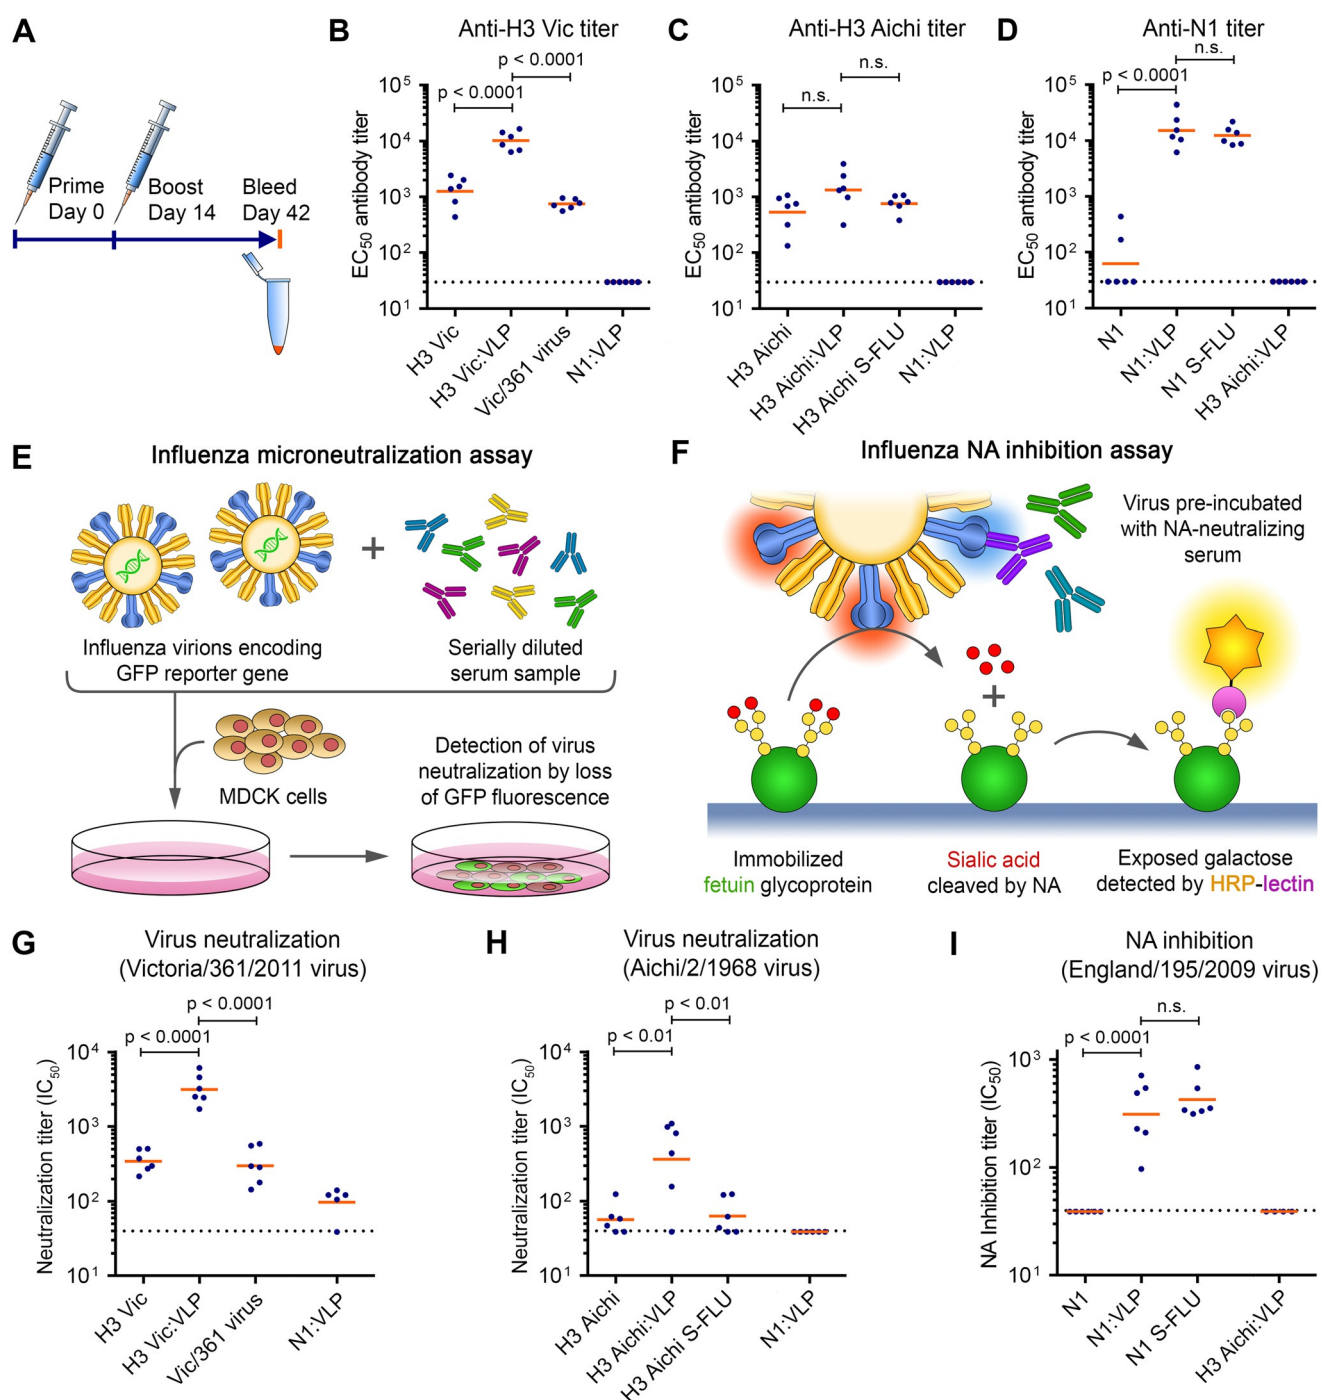 A
Prime
Day 0
Boost
Day 14
Bleed
Day 42
B
Anti-H3 Vic titer
p < 0.0001
p < 0.0001
EC50 antibody titer
10^5
10^4
10^3
10^2
10^1
H3 Vic
H3 Vic:VLP
Vic/361 virus
N1:VLP
C
Anti-H3 Aichi titer
n.s.
n.s.
EC50 antibody titer
10^5
10^4
10^3
10^2
10^1
H3 Aichi
H3 Aichi:VLP
H3 Aichi S-FLU
N1:VLP
D
Anti-N1 titer
n.s.
p < 0.0001
EC50 antibody titer
10^5
10^4
10^3
10^2
10^1
N1
N1:VLP
N1 S-FLU
H3 Aichi:VLP
E
Influenza microneutralization assay
+
Influenza virions encoding
GFP reporter gene
Serially diluted
serum sample
MDCK cells
Detection of virus
neutralization by loss
of GFP fluorescence
F
Influenza NA inhibition assay
Virus pre-incubated
with NA-neutralizing
serum
+
Immobilized
fetuin glycoprotein
Sialic acid
cleaved by NA
Exposed galactose
detected by HRP-lectin
G
Virus neutralization
(Victoria/361/2011 virus)
p < 0.0001
p < 0.0001
Neutralization titer (IC50)
10^4
10^3
10^2
10^1
H3 Vic
H3 Vic:VLP
Vic/361 virus
N1:VLP
H
Virus neutralization
(Aichi/2/1968 virus)
p < 0.01
p < 0.01
Neutralization titer (IC50)
10^4
10^3
10^2
10^1
H3 Aichi
H3 Aichi:VLP
H3 Aichi S-FLU
N1:VLP
I
NA inhibition
(England/195/2009 virus)
n.s.
p < 0.0001
NA Inhibition titer (IC50)
10^3
10^2
10^1
N1
N1:VLP
N1 S-FLU
H3 Aichi:VLP